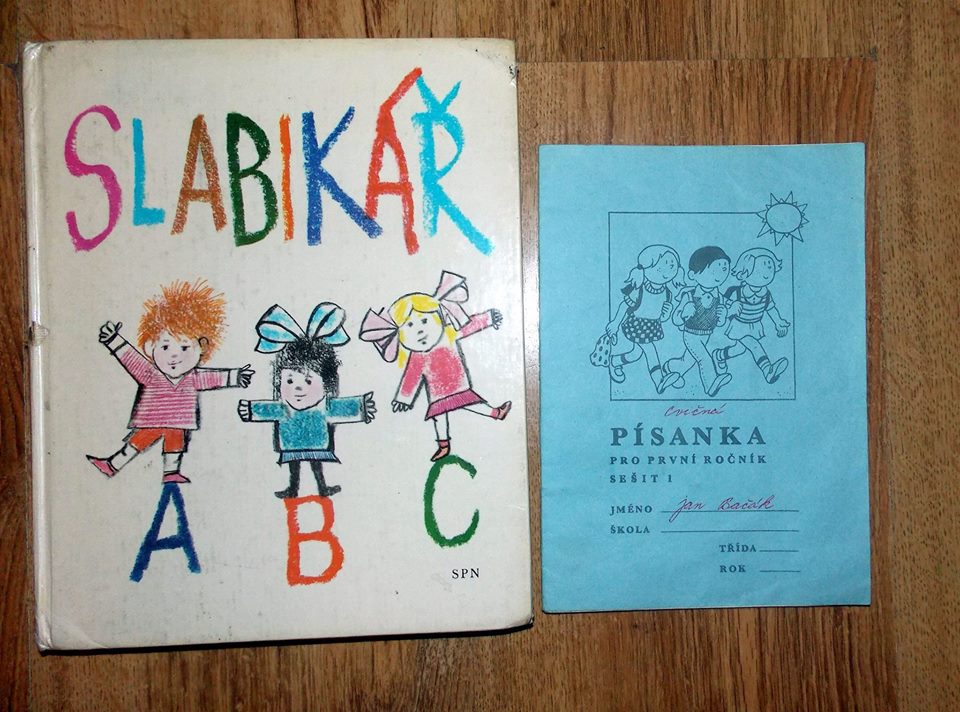 SLABIKÁŘ
A B C
SPN
cvičná
PÍSANKA
PRO PRVNÍ ROČNÍK
SEŠIT 1
JMÉNO Jan Bačák
ŠKOLA
TŘÍDA
ROK